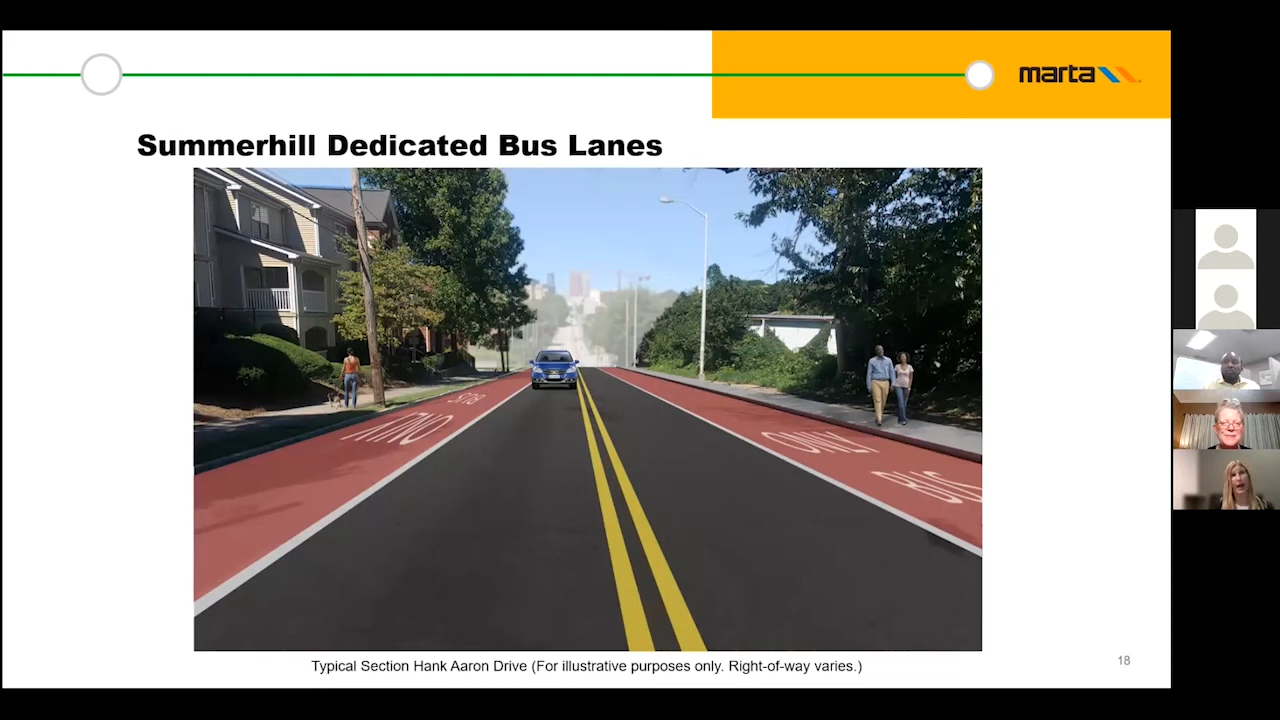 marta
Summerhill Dedicated Bus Lanes
BUS
ONLY
ONLY
BUS
Typical Section Hank Aaron Drive (For illustrative purposes only. Right-of-way varies.)
18